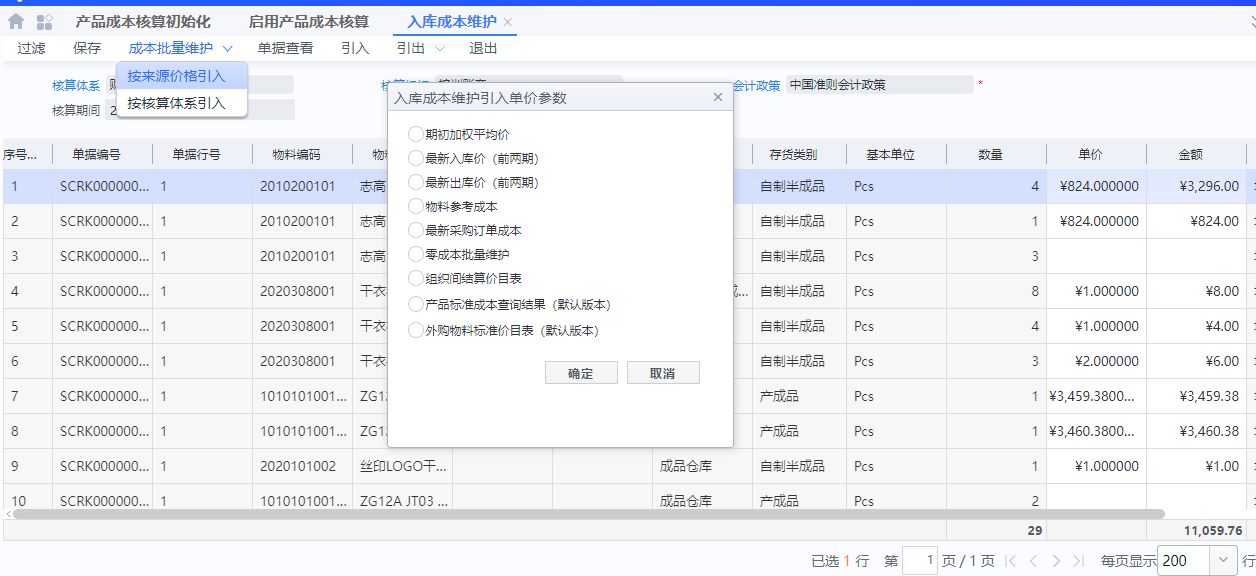 产品成本核算初始化 启用产品成本核算 入库成本维护 ×
过滤 保存 成本批量维护 单据查看 引入 引出 退出
按来源价格引入
按核算体系引入
核算体系 会计政策 中国准则会计政策 *
核算期间 2
入库成本维护引入单价参数 ×
期初加权平均价
最新入库价（前两期）
最新出库价（前两期）
物料参考成本
最新采购订单成本
零成本批量维护
组织间结算价目表
产品标准成本查询结果（默认版本）
外购物料标准价目表（默认版本）
确定 取消
序号... 单据编号 单据行号 物料编码 存货类别 基本单位 数量 单价 金额
1 SCRK000000... 1 2010200101 志高 自制半成品 Pcs 4 ¥824.000000 ¥3,296.00
2 SCRK000000... 1 2010200101 志高 自制半成品 Pcs 1 ¥824.000000 ¥824.00
3 SCRK000000... 1 2010200101 志高 自制半成品 Pcs 3
4 SCRK000000... 1 2020308001 干衣 成... 自制半成品 Pcs 8 ¥1.000000 ¥8.00
5 SCRK000000... 1 2020308001 干衣 自制半成品 Pcs 4 ¥1.000000 ¥4.00
6 SCRK000000... 1 2020308001 干衣 自制半成品 Pcs 3 ¥2.000000 ¥6.00
7 SCRK000000... 1 1010101001... ZG1 产成品 Pcs 1 ¥3,459.3800... ¥3,459.38
8 SCRK000000... 1 1010101001... ZG1 产成品 Pcs 1 ¥3,460.3800... ¥3,460.38
9 SCRK000000... 1 2020101002 丝印LOGO干... 成品仓库 自制半成品 Pcs 1 ¥1.000000 ¥1.00
10 SCRK000000... 1 1010101001... ZG12A JT03 ... 成品仓库 产成品 Pcs 2
29 11,059.76
已选 1 行 第 1 页 / 1 页 每页显示 200 行